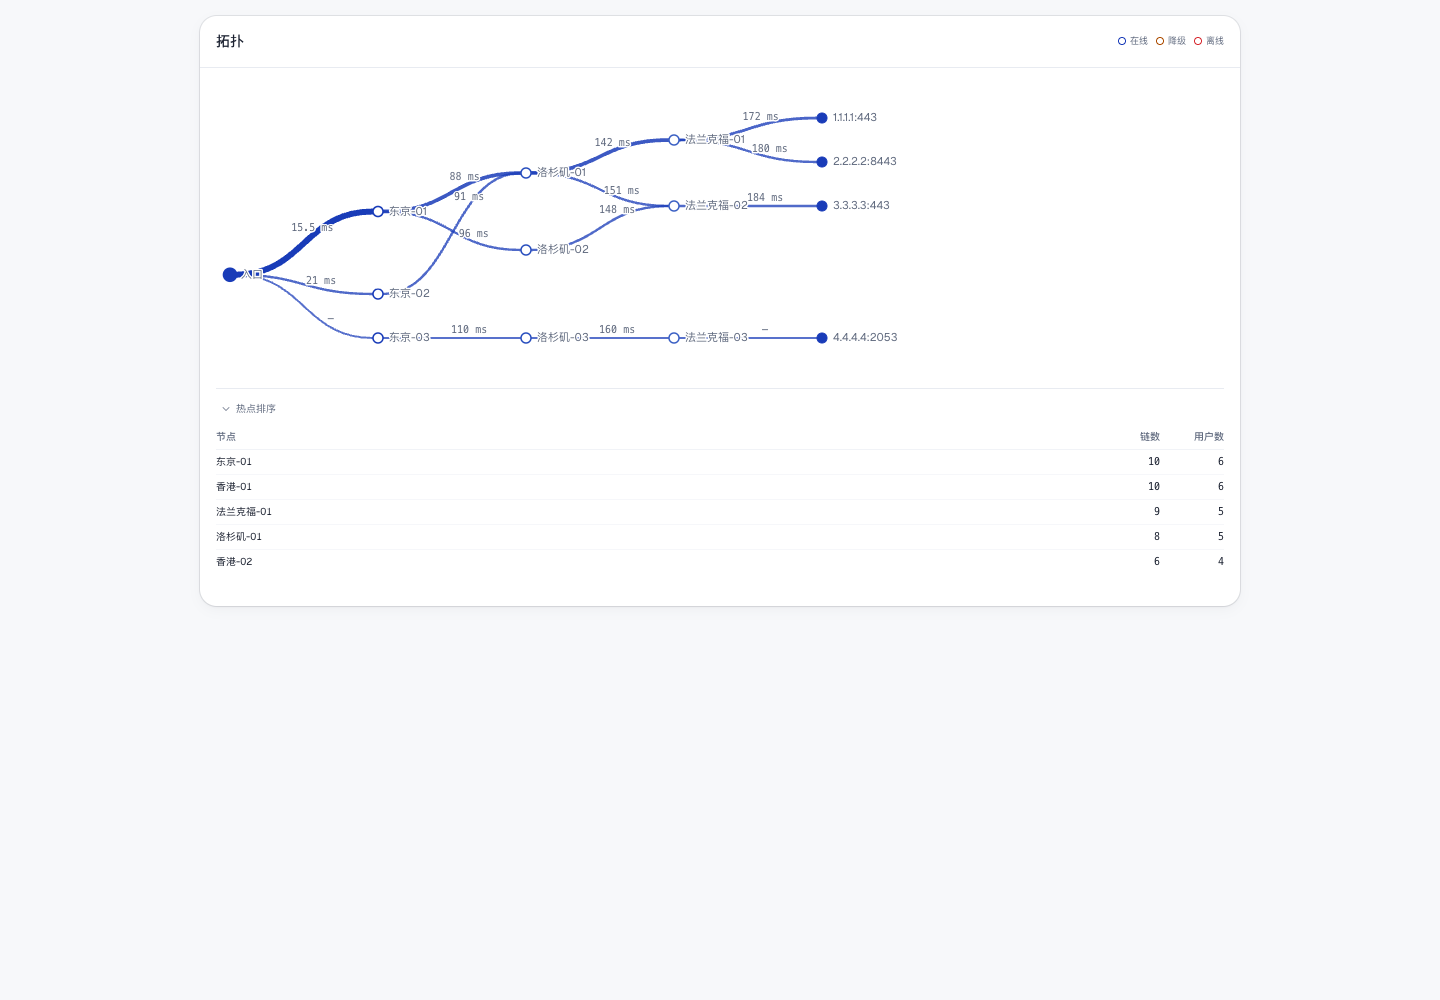 拓扑
在线 降级 离线
172 ms 1.1.1.1:443
142 ms 法兰克福-01
180 ms 2.2.2.2:8443
88 ms 洛杉矶-01
91 ms 151 ms 184 ms
东京-01 148 ms 法兰克福-02 3.3.3.3:443
15.5 ms 96 ms
洛杉矶-02
入口
21 ms 东京-02
—
110 ms 160 ms —
东京-03 洛杉矶-03 法兰克福-03 4.4.4.4:2053
热点排序
节点 链数 用户数
东京-01 10 6
香港-01 10 6
法兰克福-01 9 5
洛杉矶-01 8 5
香港-02 6 4